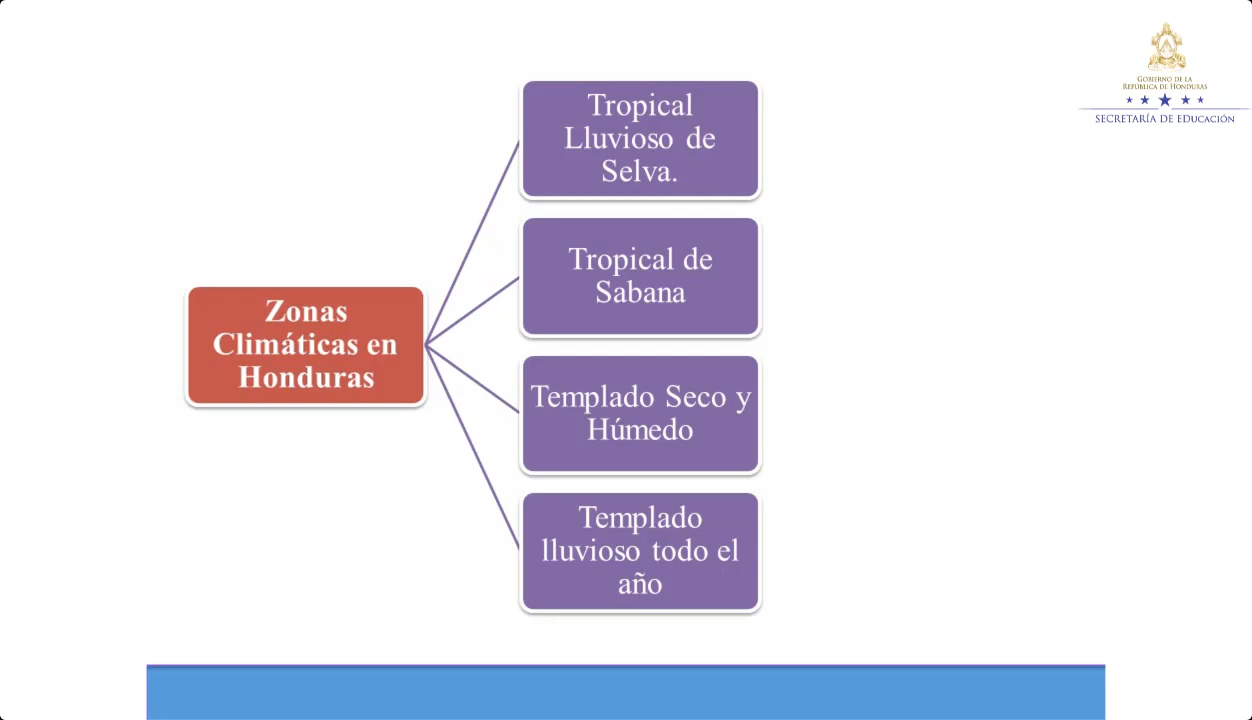 Zonas
Climáticas en
Honduras
Tropical
Lluvioso de
Selva.
Tropical de
Sabana
Templado Seco y
Húmedo
Templado
lluvioso todo el
año
GOBIERNO DE LA
REPÚBLICA DE HONDURAS
SECRETARÍA DE EDUCACIÓN